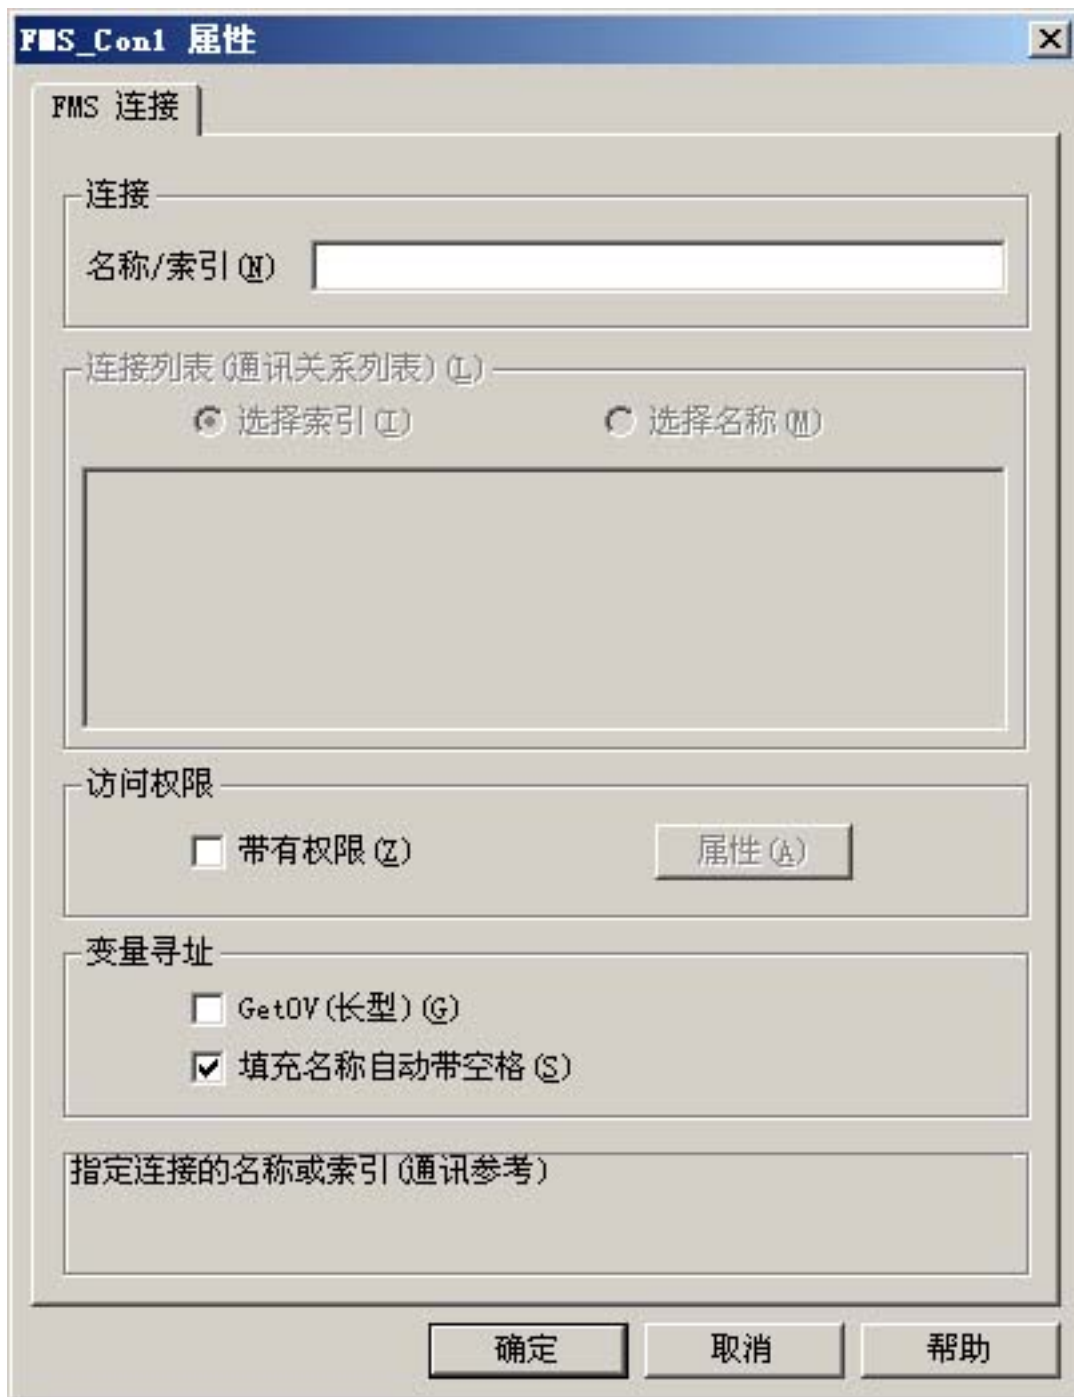 FMS_Con1 属性
FMS 连接
连接
名称/索引(N)
连接列表(通讯关系列表)(L)
选择索引(I) 选择名称(M)
访问权限
带有权限(Z) 属性(A)
变量寻址
GetOV(长型)(G)
填充名称自动带空格(S)
指定连接的名称或索引(通讯参考)
确定 取消 帮助